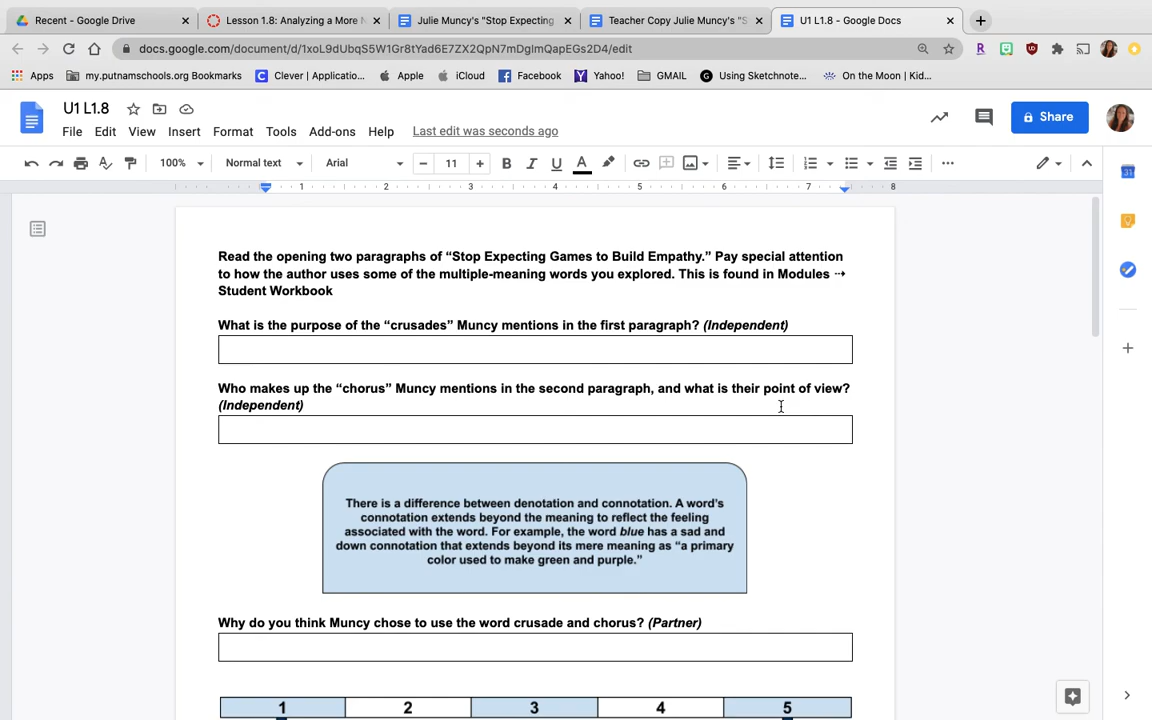 Recent - Google Drive
Lesson 1.8: Analyzing a More N
Julie Muncy's "Stop Expecting
Teacher Copy Julie Muncy's "S
U1 L1.8 - Google Docs
docs.google.com/document/d/1xoL9dUbqS5W1Gr8tYad6E7ZX2QpN7mDglmQapEGs2D4/edit
Apps
my.putnamschools.org Bookmarks
Clever | Applicatio...
Apple
iCloud
Facebook
Yahoo!
GMAIL
Using Sketchnote...
On the Moon | Kid...
U1 L1.8
File Edit View Insert Format Tools Add-ons Help Last edit was seconds ago
Share
100% Normal text Arial 11 B I U A
1 2 3 4 5 6 7 8
31
Read the opening two paragraphs of “Stop Expecting Games to Build Empathy.” Pay special attention
to how the author uses some of the multiple-meaning words you explored. This is found in Modules ⇢
Student Workbook
What is the purpose of the “crusades” Muncy mentions in the first paragraph? (Independent)
Who makes up the “chorus” Muncy mentions in the second paragraph, and what is their point of view?
(Independent)
There is a difference between denotation and connotation. A word’s
connotation extends beyond the meaning to reflect the feeling
associated with the word. For example, the word blue has a sad and
down connotation that extends beyond its mere meaning as “a primary
color used to make green and purple.”
Why do you think Muncy chose to use the word crusade and chorus? (Partner)
1 2 3 4 5